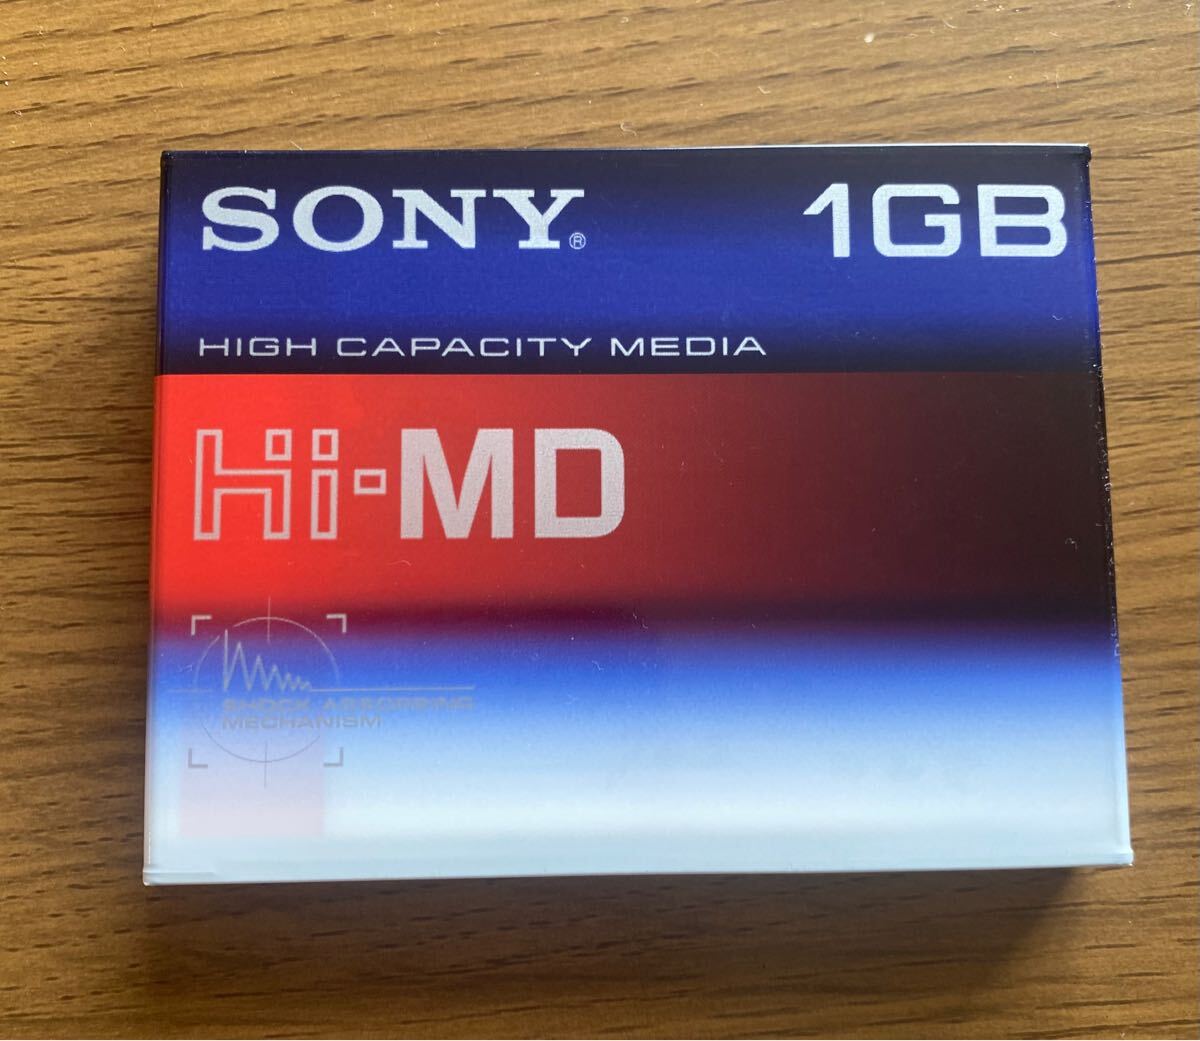 SONY® 1GB
HIGH CAPACITY MEDIA
Hi-MD
SHOCK ABSORBING
MECHANISM